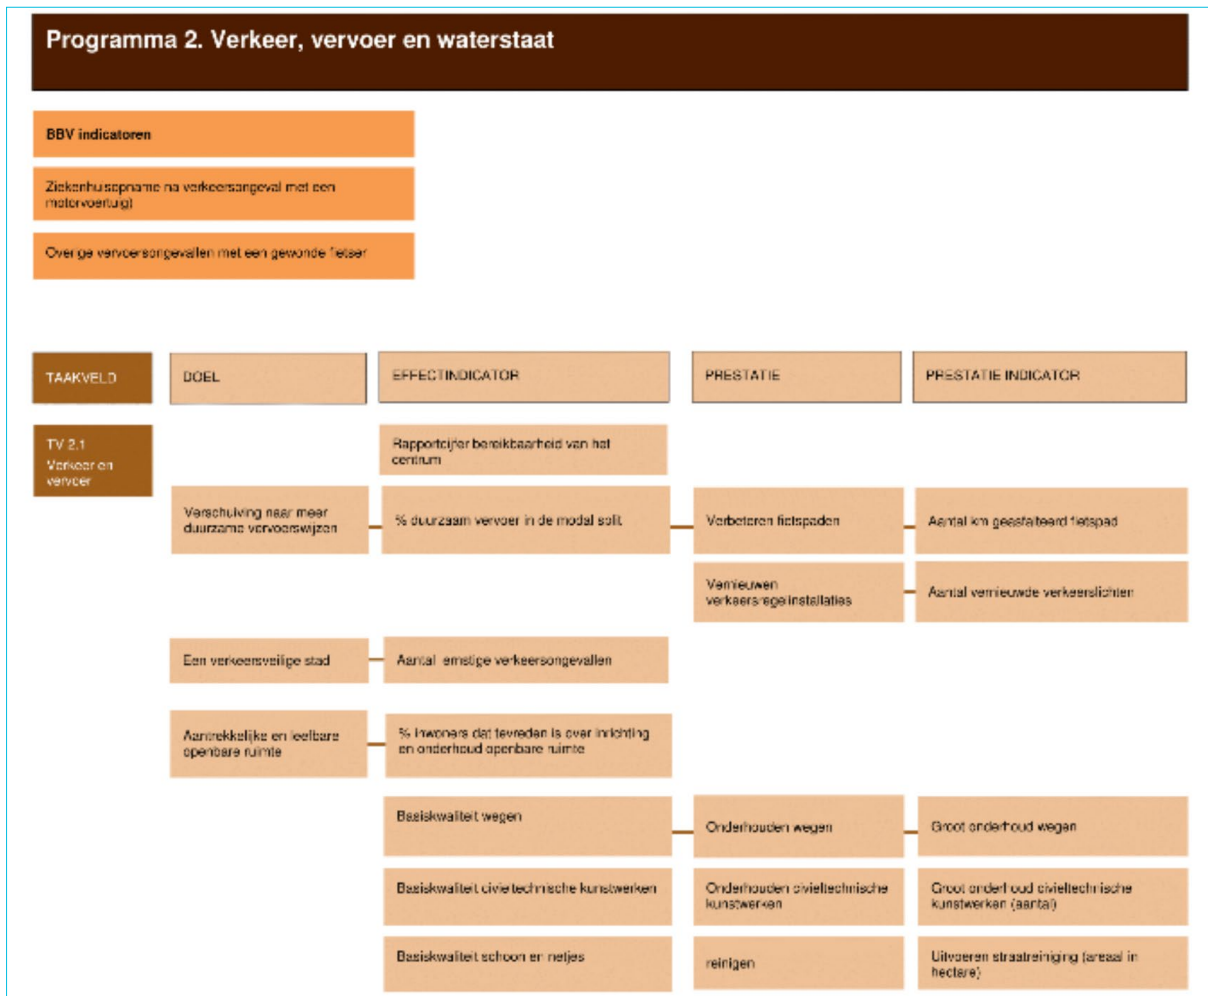 Programma 2. Verkeer, vervoer en waterstaat
BBV indicatoren
Ziekenhuisopname na verkeersongeval met een
motorvoertuig)
Overige vervoersongevallen met een gewonde fietser
TAAKVELD
DOEL
EFFECTINDICATOR
PRESTATIE
PRESTATIE INDICATOR
TV 2.1
Verkeer en
vervoer
Rapportcijfer bereikbaarheid van het
centrum
Verschuiving naar meer
duurzame vervoerswijzen
% duurzaam vervoer in de modal split
Verbeteren fietspaden
Aantal km geasfalteerd fietspad
Vernieuwen
verkeersregelinstallaties
Aantal vernieuwde verkeerslichten
Een verkeersveilige stad
Aantal ernstige verkeersongevallen
Aantrekkelijke en leefbare
openbare ruimte
% inwoners dat tevreden is over inrichting
en onderhoud openbare ruimte
Basiskwaliteit wegen
Onderhouden wegen
Groot onderhoud wegen
Basiskwaliteit civieltechnische kunstwerken
Onderhouden civieltechnische
kunstwerken
Groot onderhoud civieltechnische
kunstwerken (aantal)
Basiskwaliteit schoon en netjes
reinigen
Uitvoeren straatreiniging (areaal in
hectare)